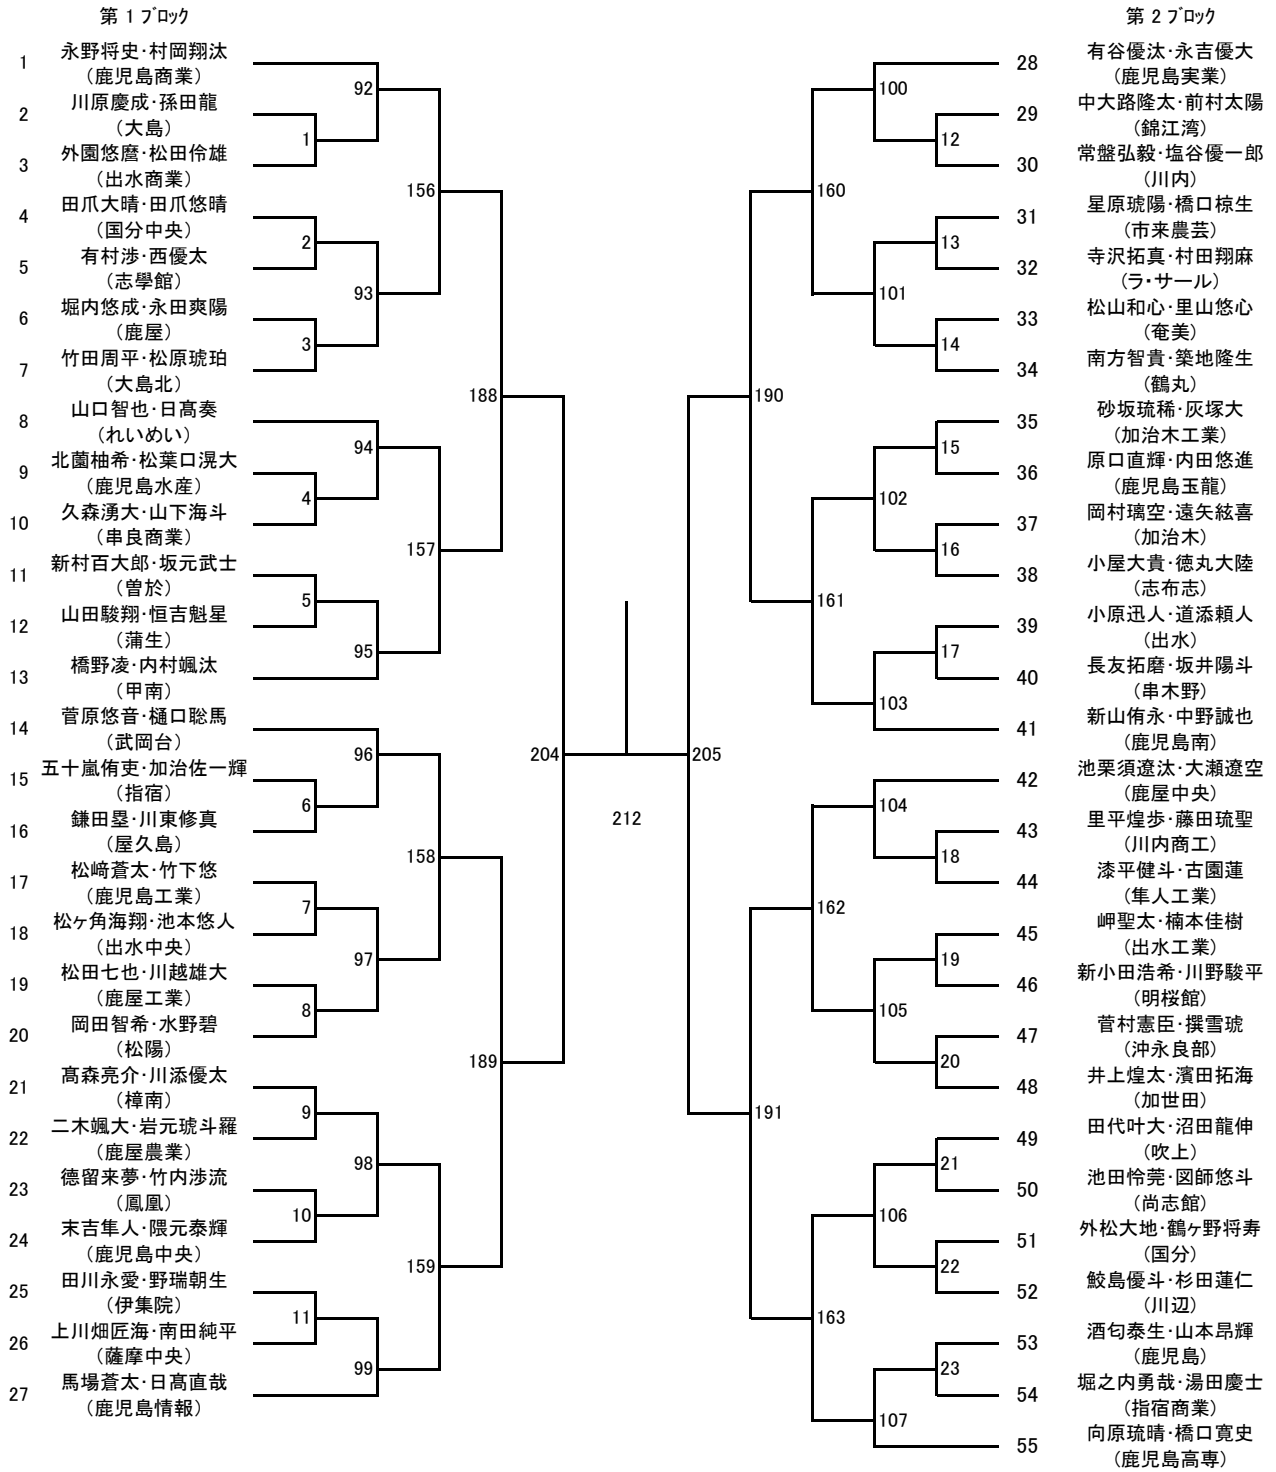 第１ブロック
1 永野将史・村岡翔汰
(鹿児島商業)
2 川原慶成・孫田龍
(大島)
3 外園悠麿・松田伶雄
(出水商業)
4 田爪大晴・田爪悠晴
(国分中央)
5 有村渉・西優太
(志學館)
6 堀内悠成・永田爽陽
(鹿屋)
7 竹田周平・松原琥珀
(大島北)
8 山口智也・日髙奏
(れいめい)
9 北薗柚希・松葉口滉大
(鹿児島水産)
10 久森湧大・山下海斗
(串良商業)
11 新村百大郎・坂元武士
(曽於)
12 山田駿翔・恒吉魁星
(蒲生)
13 橋野凌・内村颯汰
(甲南)
14 菅原悠音・樋口聡馬
(武岡台)
15 五十嵐侑吏・加治佐一輝
(指宿)
16 鎌田塁・川東修真
(屋久島)
17 松﨑蒼太・竹下悠
(鹿児島工業)
18 松ヶ角海翔・池本悠人
(出水中央)
19 松田七也・川越雄大
(鹿屋工業)
20 岡田智希・水野碧
(松陽)
21 髙森亮介・川添優太
(樟南)
22 二木颯大・岩元琥斗羅
(鹿屋農業)
23 德留来夢・竹内渉流
(鳳凰)
24 末吉隼人・隈元泰輝
(鹿児島中央)
25 田川永愛・野瑞朝生
(伊集院)
26 上川畑匠海・南田純平
(薩摩中央)
27 馬場蒼太・日髙直哉
(鹿児島情報)
1
2
3
4
5
6
7
8
9
10
11
92
93
94
95
96
97
98
99
156
157
158
159
188
189
204
212
205
190
191
160
161
162
163
100
101
102
103
104
105
106
107
12
13
14
15
16
17
18
19
20
21
22
23
第２ブロック
28 有谷優汰・永吉優大
(鹿児島実業)
29 中大路隆太・前村太陽
(錦江湾)
30 常盤弘毅・塩谷優一郎
(川内)
31 星原琥陽・橋口椋生
(市来農芸)
32 寺沢拓真・村田翔麻
(ラ・サール)
33 松山和心・里山悠心
(奄美)
34 南方智貴・築地隆生
(鶴丸)
35 砂坂琉稀・灰塚大
(加治木工業)
36 原口直輝・内田悠進
(鹿児島玉龍)
37 岡村璃空・遠矢絃喜
(加治木)
38 小屋大貴・徳丸大陸
(志布志)
39 小原迅人・道添頼人
(出水)
40 長友拓磨・坂井陽斗
(串木野)
41 新山侑永・中野誠也
(鹿児島南)
42 池栗須遼汰・大瀬遼空
(鹿屋中央)
43 里平煌歩・藤田琉聖
(川内商工)
44 漆平健斗・古園蓮
(隼人工業)
45 岬聖太・楠本佳樹
(出水工業)
46 新小田浩希・川野駿平
(明桜館)
47 菅村憲臣・撰雪琥
(沖永良部)
48 井上煌太・濱田拓海
(加世田)
49 田代叶大・沼田龍伸
(吹上)
50 池田怜莞・図師悠斗
(尚志館)
51 外松大地・鶴ヶ野将寿
(国分)
52 鮫島優斗・杉田蓮仁
(川辺)
53 酒匂泰生・山本昂輝
(鹿児島)
54 堀之内勇哉・湯田慶士
(指宿商業)
55 向原琉晴・橋口寛史
(鹿児島高専)